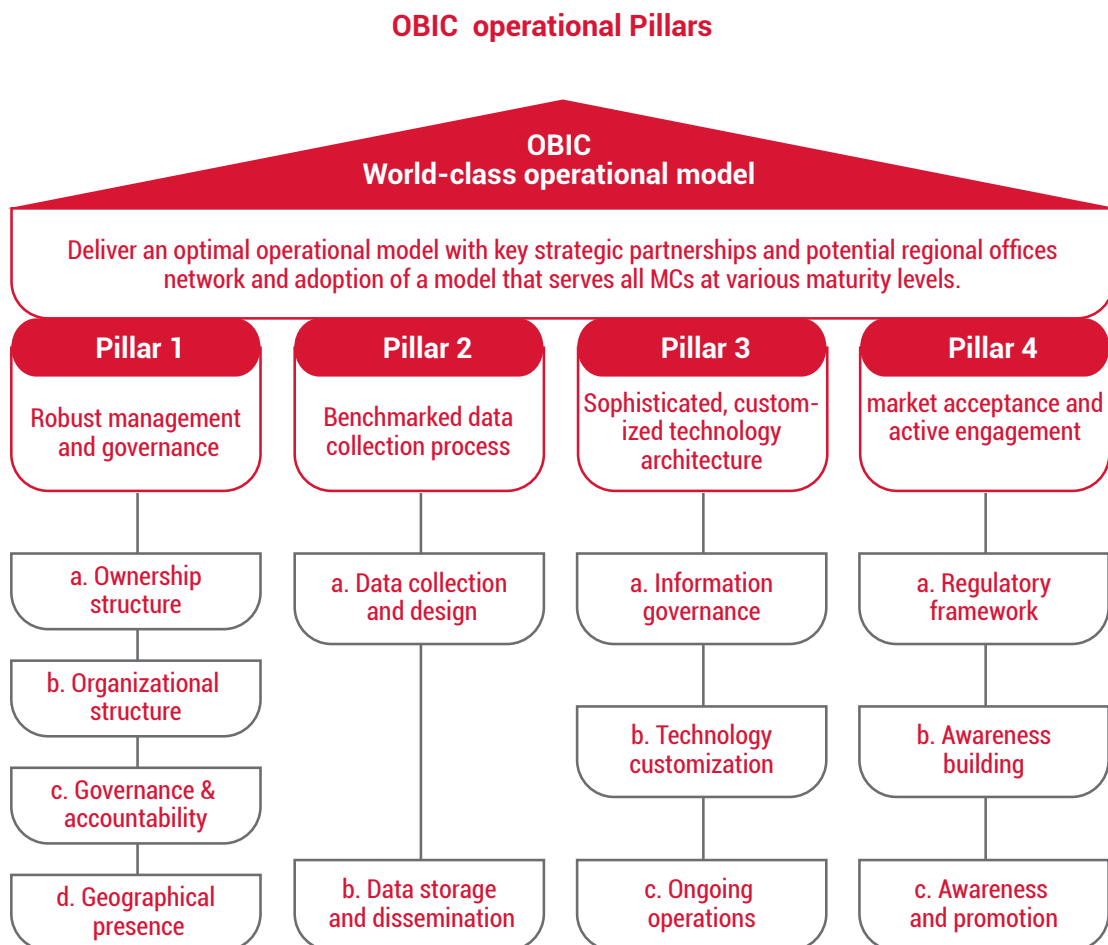 OBIC operational Pillars
OBIC
World-class operational model
Deliver an optimal operational model with key strategic partnerships and potential regional offices
network and adoption of a model that serves all MCs at various maturity levels.
Pillar 1
Robust management
and governance
a. Ownership
structure
b. Organizational
structure
c. Governance &
accountability
d. Geographical
presence
Pillar 2
Benchmarked data
collection process
a. Data collection
and design
b. Data storage
and dissemination
Pillar 3
Sophisticated, custom-
ized technology
architecture
a. Information
governance
b. Technology
customization
c. Ongoing
operations
Pillar 4
market acceptance and
active engagement
a. Regulatory
framework
b. Awareness
building
c. Awareness
and promotion